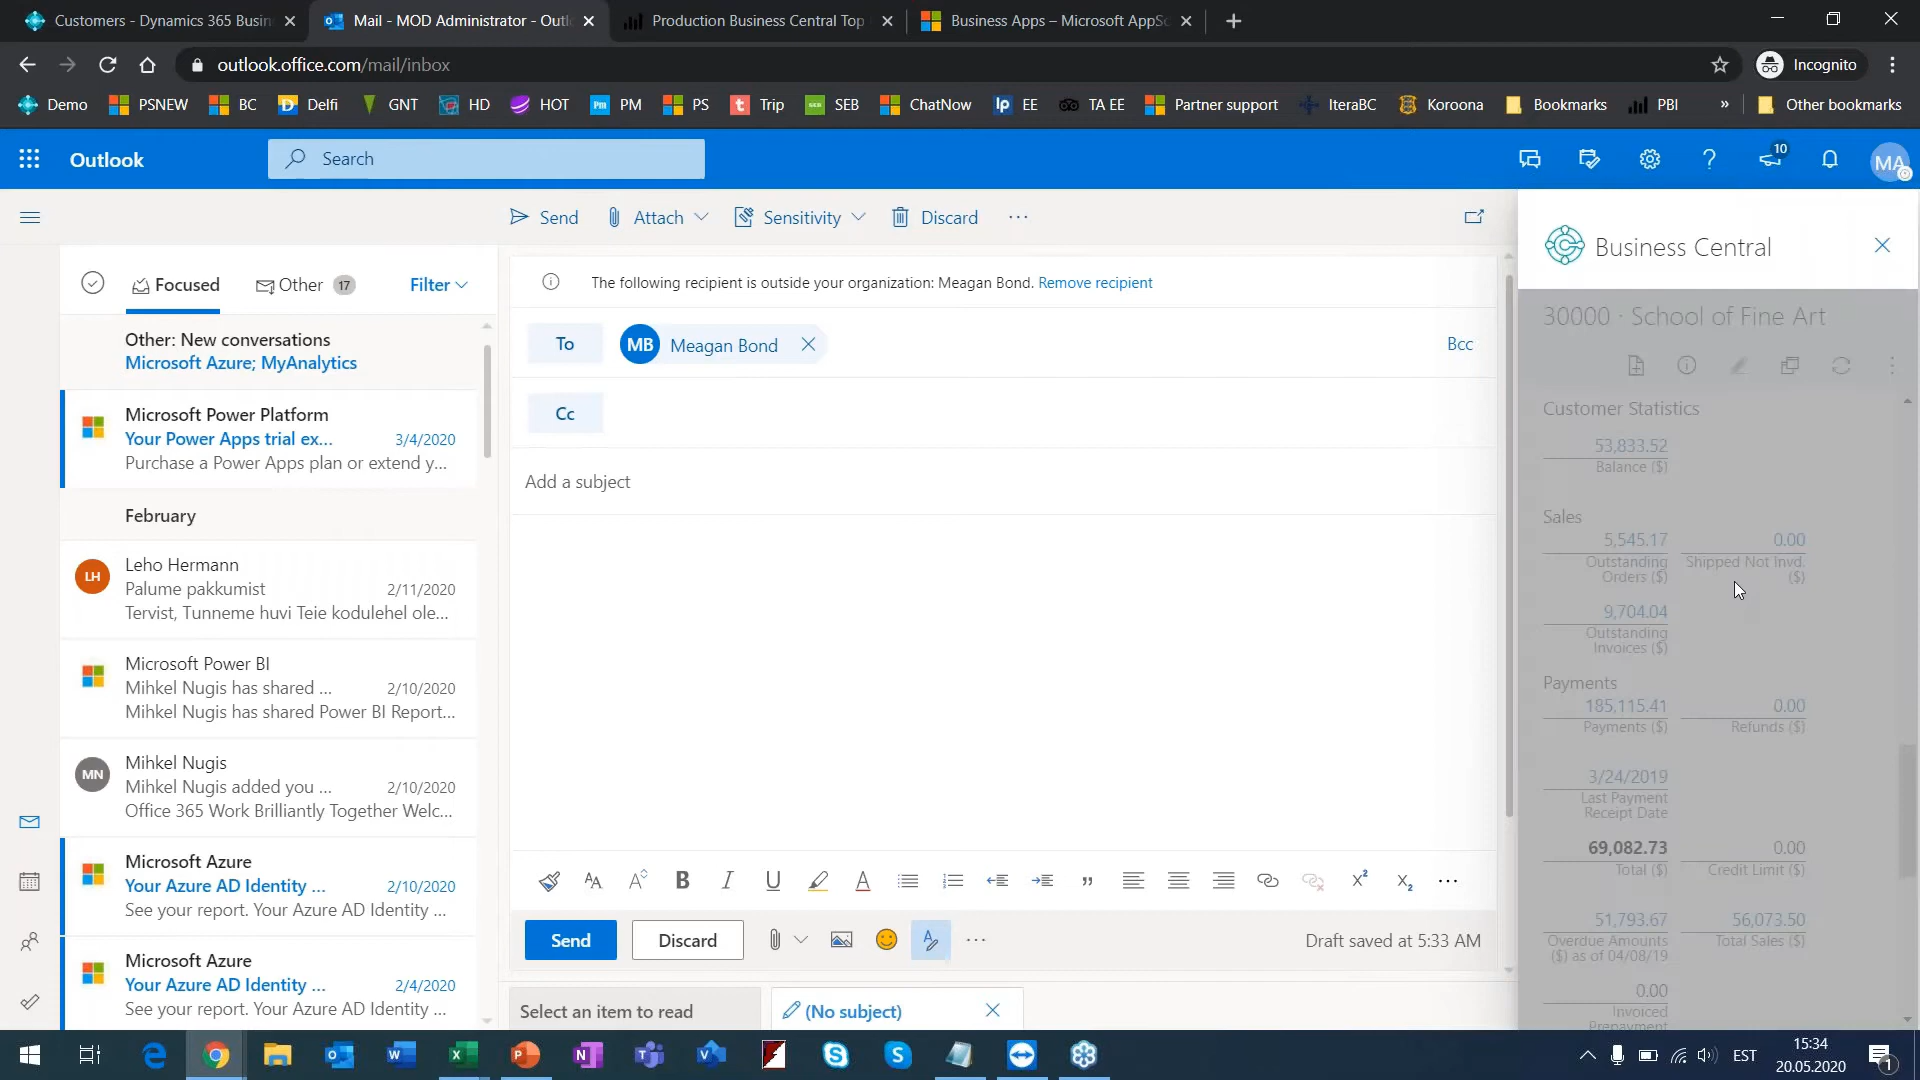 Customers - Dynamics 365 Busin
Mail - MOD Administrator - Outl
Production Business Central Top
Business Apps – Microsoft AppSo
outlook.office.com/mail/inbox
Incognito
Demo
PSNEW
BC
Delfi
GNT
HD
HOT
PM
PS
Trip
SEB
ChatNow
EE
TA EE
Partner support
IteraBC
Koroona
Bookmarks
PBI
»
Other bookmarks
Outlook
Search
10
MA
Send
Attach
Sensitivity
Discard
Focused
Other 17
Filter
Other: New conversations
Microsoft Azure; MyAnalytics
Microsoft Power Platform
Your Power Apps trial ex... 3/4/2020
Purchase a Power Apps plan or extend y...
February
LH
Leho Hermann
Palume pakkumist 2/11/2020
Tervist, Tunneme huvi Teie kodulehel ole...
Microsoft Power BI
Mihkel Nugis has shared ... 2/10/2020
Mihkel Nugis has shared Power BI Report...
MN
Mihkel Nugis
Mihkel Nugis added you ... 2/10/2020
Office 365 Work Brilliantly Together Welc...
Microsoft Azure
Your Azure AD Identity ... 2/10/2020
See your report. Your Azure AD Identity ...
Microsoft Azure
Your Azure AD Identity ... 2/4/2020
See your report. Your Azure AD Identity ...
The following recipient is outside your organization: Meagan Bond. Remove recipient
To
MB Meagan Bond
Bcc
Cc
Add a subject
Send
Discard
Draft saved at 5:33 AM
Select an item to read
(No subject)
Business Central
30000 · School of Fine Art
Customer Statistics
53,833.52
Balance ($)
Sales
5,545.17 0.00
Outstanding Shipped Not Invd.
Orders ($) ($)
9,704.04
Outstanding
Invoices ($)
Payments
185,115.41 0.00
Payments ($) Refunds ($)
3/24/2019
Last Payment
Receipt Date
69,082.73 0.00
Total ($) Credit Limit ($)
51,793.67 56,073.50
Overdue Amounts Total Sales ($)
($) as of 04/08/19
0.00
Invoiced
Prepayment
EST
15:34
20.05.2020
1